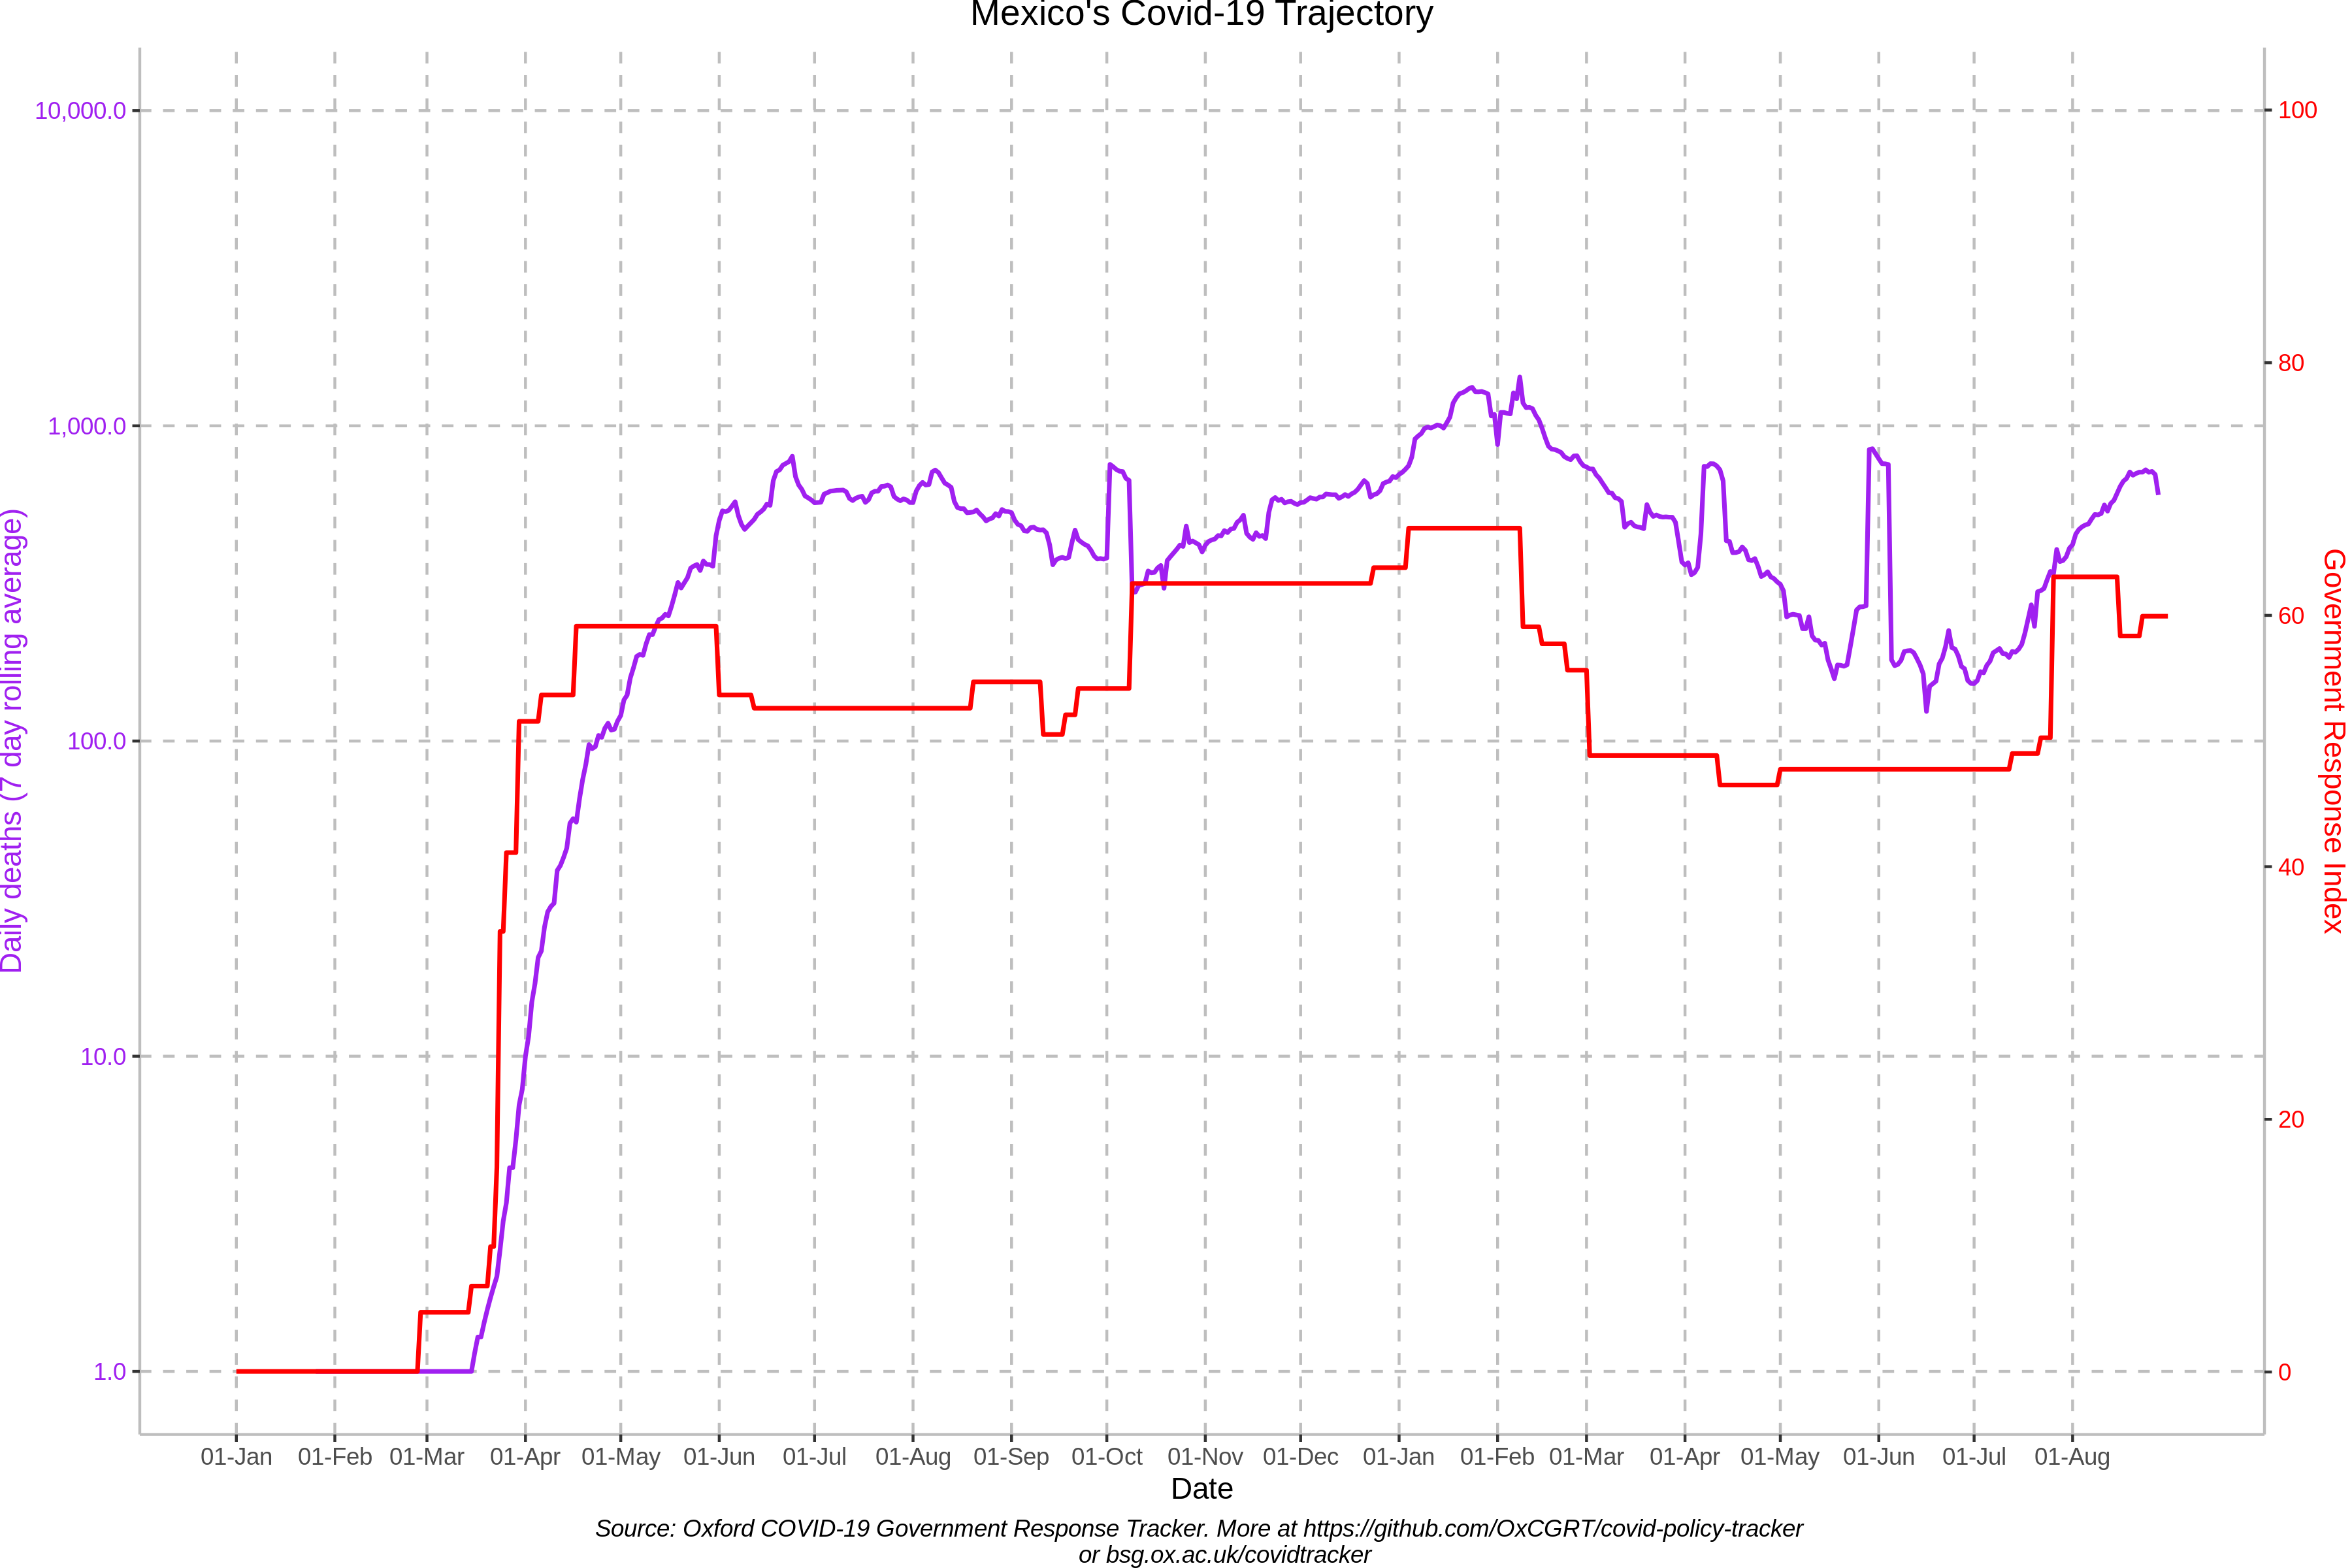 Mexico's Covid-19 Trajectory
10,000.0
1,000.0
100.0
10.0
1.0
Daily deaths (7 day rolling average)
100
80
60
40
20
0
Government Response Index
01-Jan 01-Feb 01-Mar 01-Apr 01-May 01-Jun 01-Jul 01-Aug 01-Sep 01-Oct 01-Nov 01-Dec 01-Jan 01-Feb 01-Mar 01-Apr 01-May 01-Jun 01-Jul 01-Aug
Date
Source: Oxford COVID-19 Government Response Tracker. More at https://github.com/OxCGRT/covid-policy-tracker
or bsg.ox.ac.uk/covidtracker